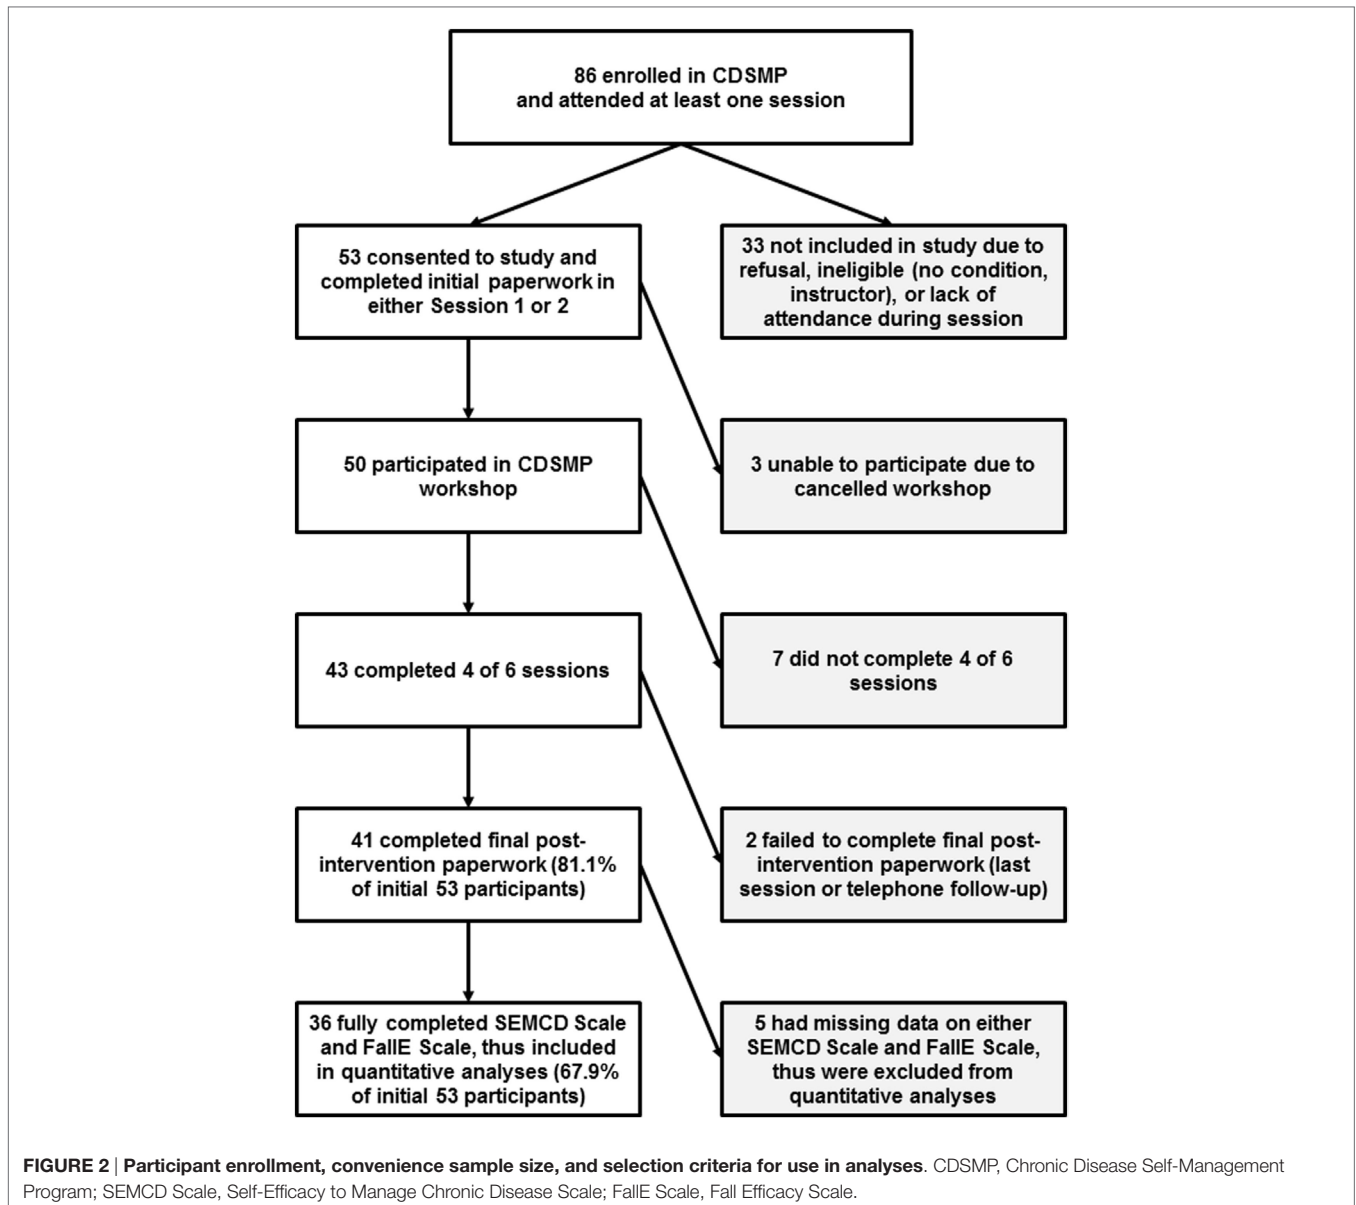 86 enrolled in CDSMP
and attended at least one session
53 consented to study and
completed initial paperwork in
either Session 1 or 2
33 not included in study due to
refusal, ineligible (no condition,
instructor), or lack of
attendance during session
50 participated in CDSMP
workshop
3 unable to participate due to
cancelled workshop
43 completed 4 of 6 sessions
7 did not complete 4 of 6
sessions
41 completed final post-
intervention paperwork (81.1%
of initial 53 participants)
2 failed to complete final post-
intervention paperwork (last
session or telephone follow-up)
36 fully completed SEMCD Scale
and FallE Scale, thus included
in quantitative analyses (67.9%
of initial 53 participants)
5 had missing data on either
SEMCD Scale and FallE Scale,
thus were excluded from
quantitative analyses
FIGURE 2 | Participant enrollment, convenience sample size, and selection criteria for use in analyses. CDSMP, Chronic Disease Self-Management
Program; SEMCD Scale, Self-Efficacy to Manage Chronic Disease Scale; FallE Scale, Fall Efficacy Scale.